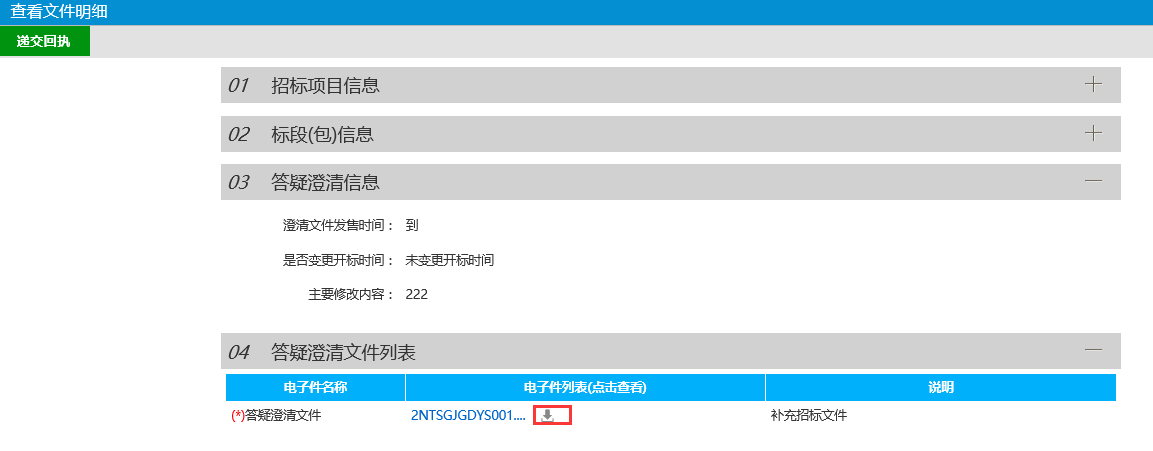 查看文件明细
递交回执
01 招标项目信息
02 标段(包)信息
03 答疑澄清信息
澄清文件发售时间： 到
是否变更开标时间： 未变更开标时间
主要修改内容： 222
04 答疑澄清文件列表
电子件名称 电子件列表(点击查看) 说明
(*)答疑澄清文件 2NTSGJGDYS001.... 补充招标文件